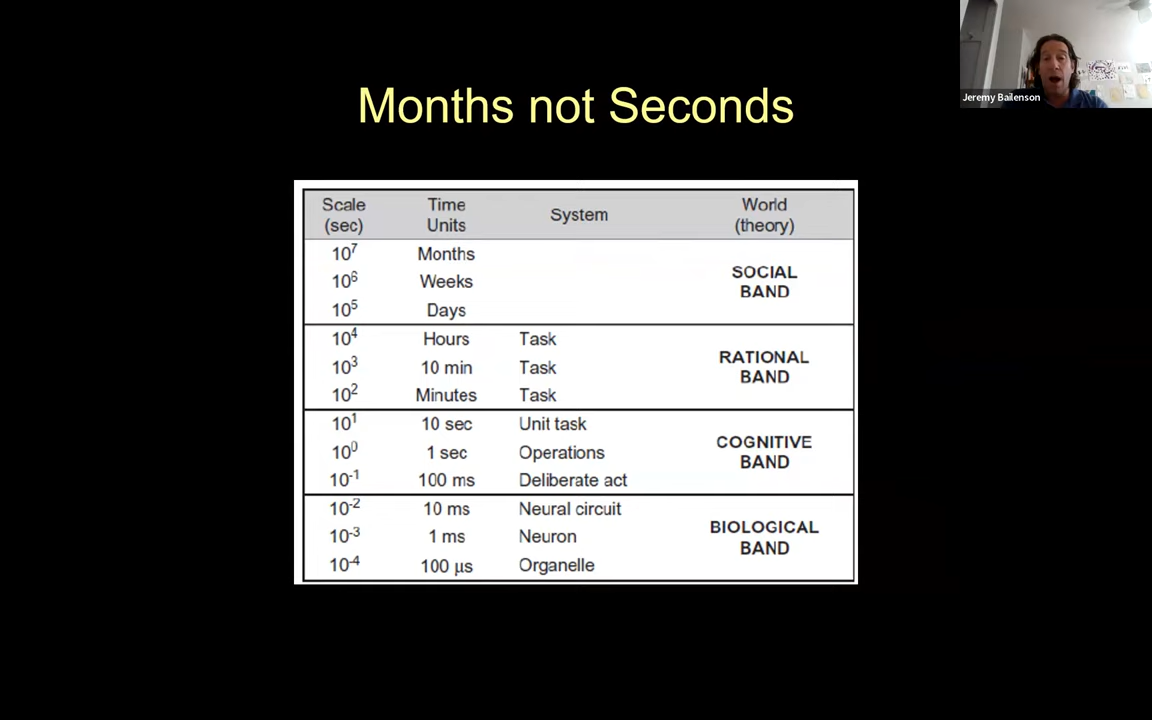 Jeremy Bailenson
Months not Seconds
Scale (sec) Time Units System World (theory)
10⁷ Months
10⁶ Weeks
10⁵ Days
SOCIAL BAND
10⁴ Hours Task
10³ 10 min Task
10² Minutes Task
RATIONAL BAND
10¹ 10 sec Unit task
10⁰ 1 sec Operations
10⁻¹ 100 ms Deliberate act
COGNITIVE BAND
10⁻² 10 ms Neural circuit
10⁻³ 1 ms Neuron
10⁻⁴ 100 µs Organelle
BIOLOGICAL BAND